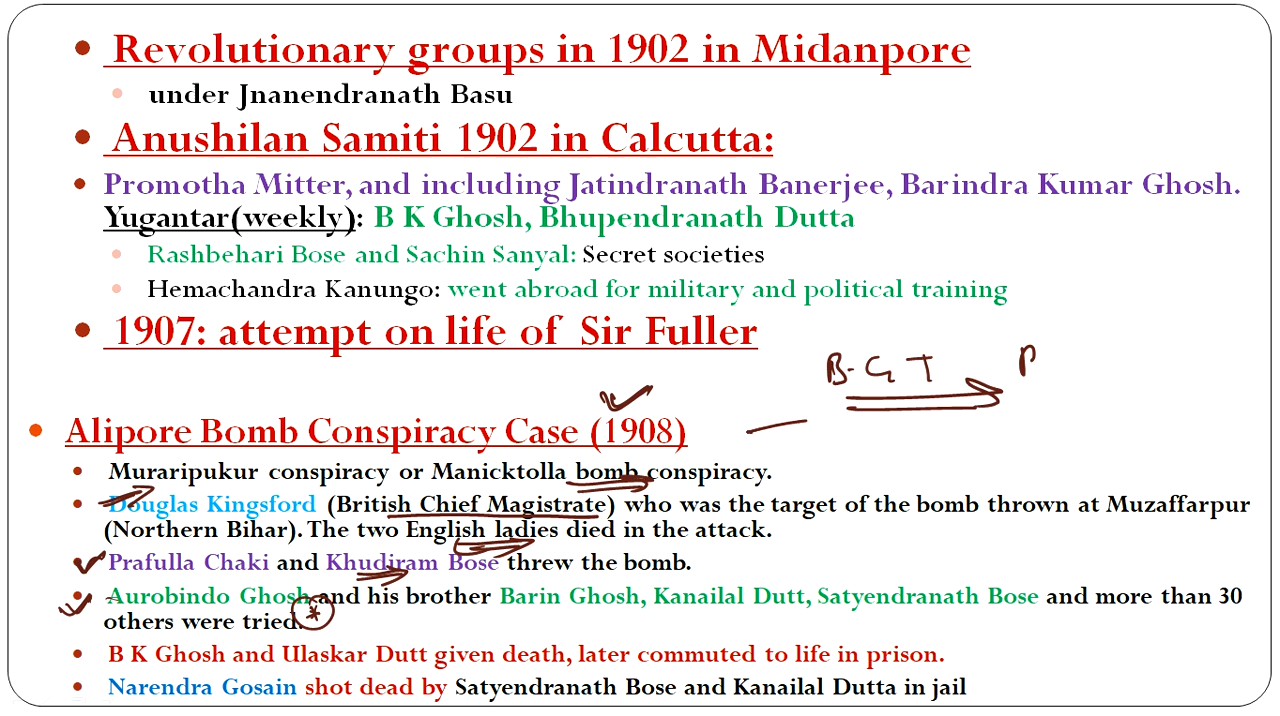 Revolutionary groups in 1902 in Midanpore
under Jnanendranath Basu
Anushilan Samiti 1902 in Calcutta:
Promotha Mitter, and including Jatindranath Banerjee, Barindra Kumar Ghosh.
Yugantar(weekly): B K Ghosh, Bhupendranath Dutta
Rashbehari Bose and Sachin Sanyal: Secret societies
Hemachandra Kanungo: went abroad for military and political training
1907: attempt on life of Sir Fuller
B.G T P
Alipore Bomb Conspiracy Case (1908)
Muraripukur conspiracy or Manicktolla bomb conspiracy.
Douglas Kingsford (British Chief Magistrate) who was the target of the bomb thrown at Muzaffarpur
(Northern Bihar). The two English ladies died in the attack.
Prafulla Chaki and Khudiram Bose threw the bomb.
Aurobindo Ghosh and his brother Barin Ghosh, Kanailal Dutt, Satyendranath Bose and more than 30
others were tried.
B K Ghosh and Ulaskar Dutt given death, later commuted to life in prison.
Narendra Gosain shot dead by Satyendranath Bose and Kanailal Dutta in jail